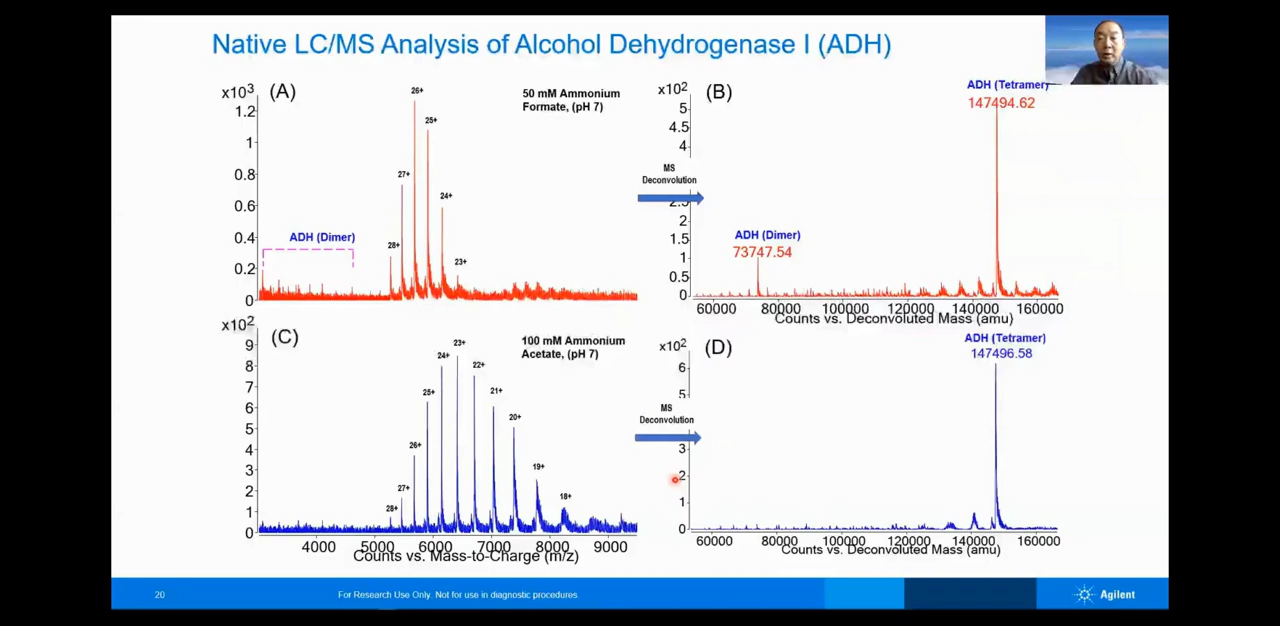 Native LC/MS Analysis of Alcohol Dehydrogenase I (ADH)
x10³
(A)
50 mM Ammonium
Formate, (pH 7)
1.2
1
0.8
0.6
0.4
0.2
0
ADH (Dimer)
28+
27+
26+
25+
24+
23+
MS
Deconvolution
x10²
(B)
ADH (Tetramer)
147494.62
5
4.5
4
2.5
2
1.5
1
0.5
0
ADH (Dimer)
73747.54
60000 80000 100000 120000 140000 160000
Counts vs. Deconvoluted Mass (amu)
x10²
(C)
100 mM Ammonium
Acetate, (pH 7)
9
8
7
6
5
4
3
2
1
0
28+
27+
26+
25+
24+
23+
22+
21+
20+
19+
18+
4000 5000 6000 7000 8000 9000
Counts vs. Mass-to-Charge (m/z)
MS
Deconvolution
x10²
(D)
ADH (Tetramer)
147496.58
6
5
3
2
1
0
60000 80000 100000 120000 140000 160000
Counts vs. Deconvoluted Mass (amu)
20
For Research Use Only. Not for use in diagnostic procedures.
Agilent